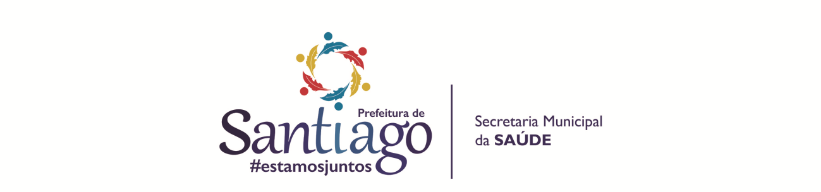 Prefeitura de
Santiago
#estamosjuntos
Secretaria Municipal
da SAÚDE